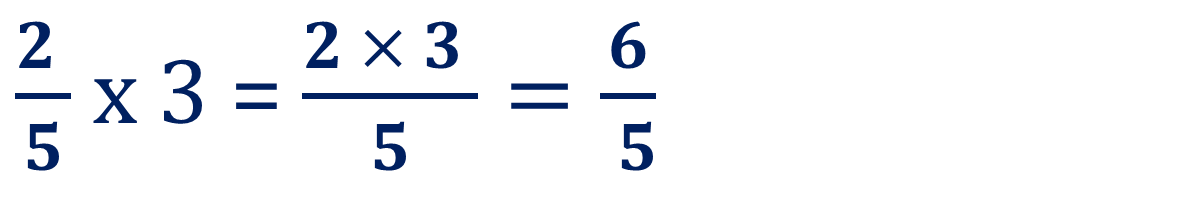 2/5 x 3 = 2 × 3/5 = 6/5